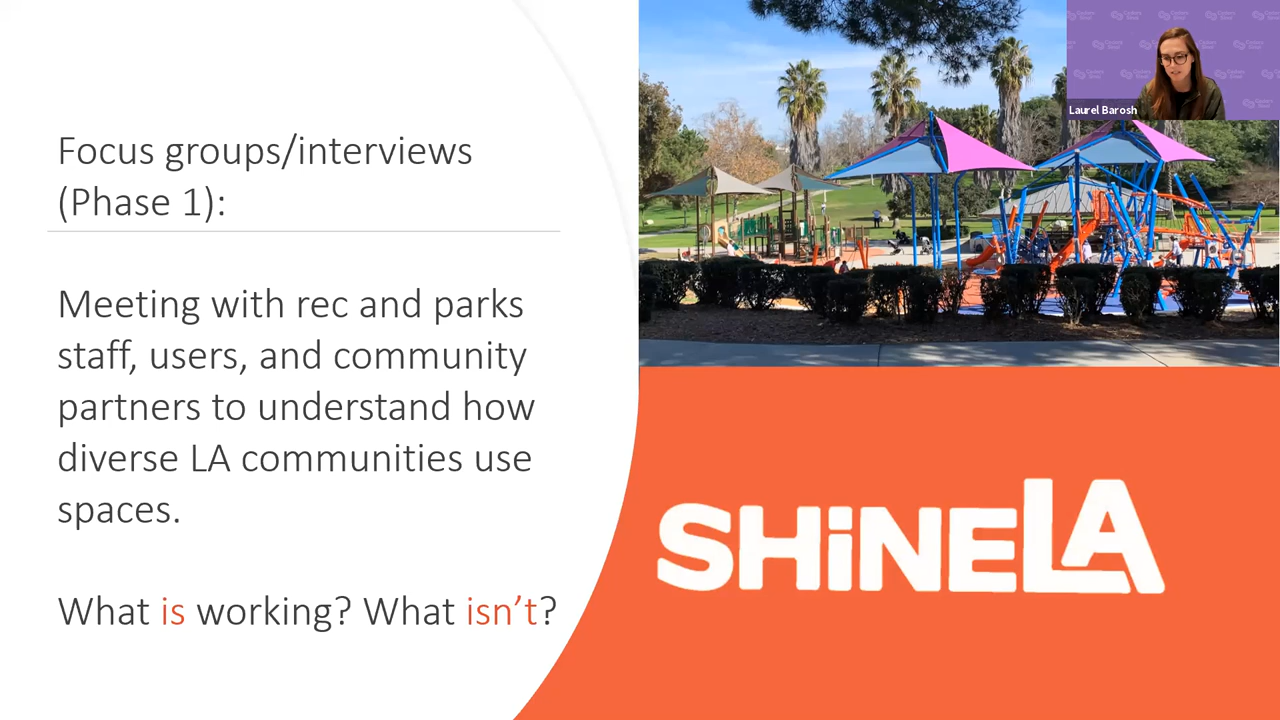 Focus groups/interviews
(Phase 1):
Meeting with rec and parks
staff, users, and community
partners to understand how
diverse LA communities use
spaces.
What is working? What isn’t?
Laurel Barosh
SHiNELA